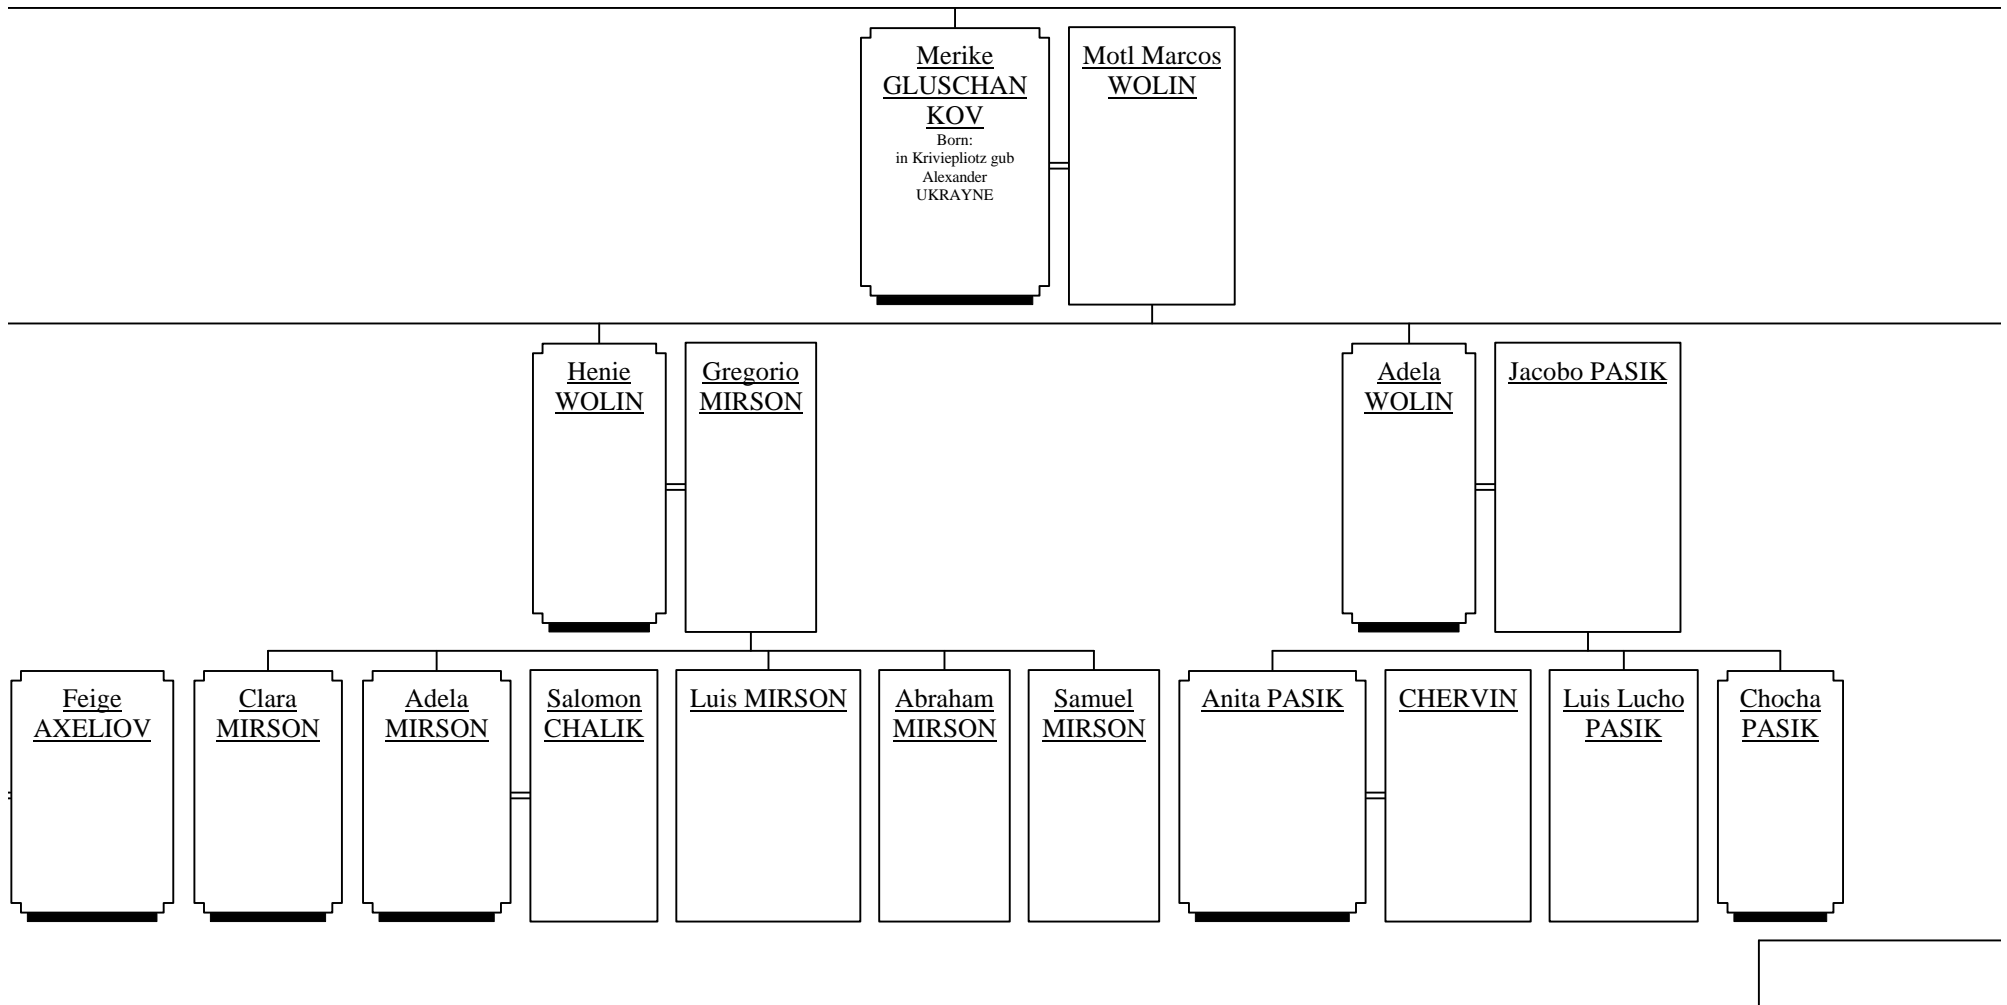 Merike
GLUSCHAN
KOV
Born:
in Kriviepliotz gub
Alexander
UKRAYNE
Motl Marcos
WOLIN
Henie
WOLIN
Gregorio
MIRSON
Adela
WOLIN
Jacobo PASIK
Feige
AXELIOV
Clara
MIRSON
Adela
MIRSON
Salomon
CHALIK
Luis MIRSON
Abraham
MIRSON
Samuel
MIRSON
Anita PASIK
CHERVIN
Luis Lucho
PASIK
Chocha
PASIK